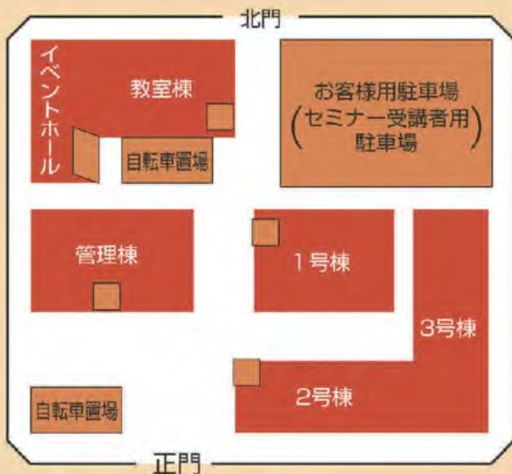 北門
イベントホール
教室棟
自転車置場
お客様用駐車場
(セミナー受講者用)
駐車場
管理棟
1号棟
3号棟
2号棟
自転車置場
正門